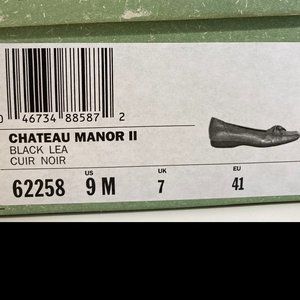 0 46734 88587 2
CHATEAU MANOR II
BLACK LEA
CUIR NOIR
US UK EU
62258 9 M 7 41